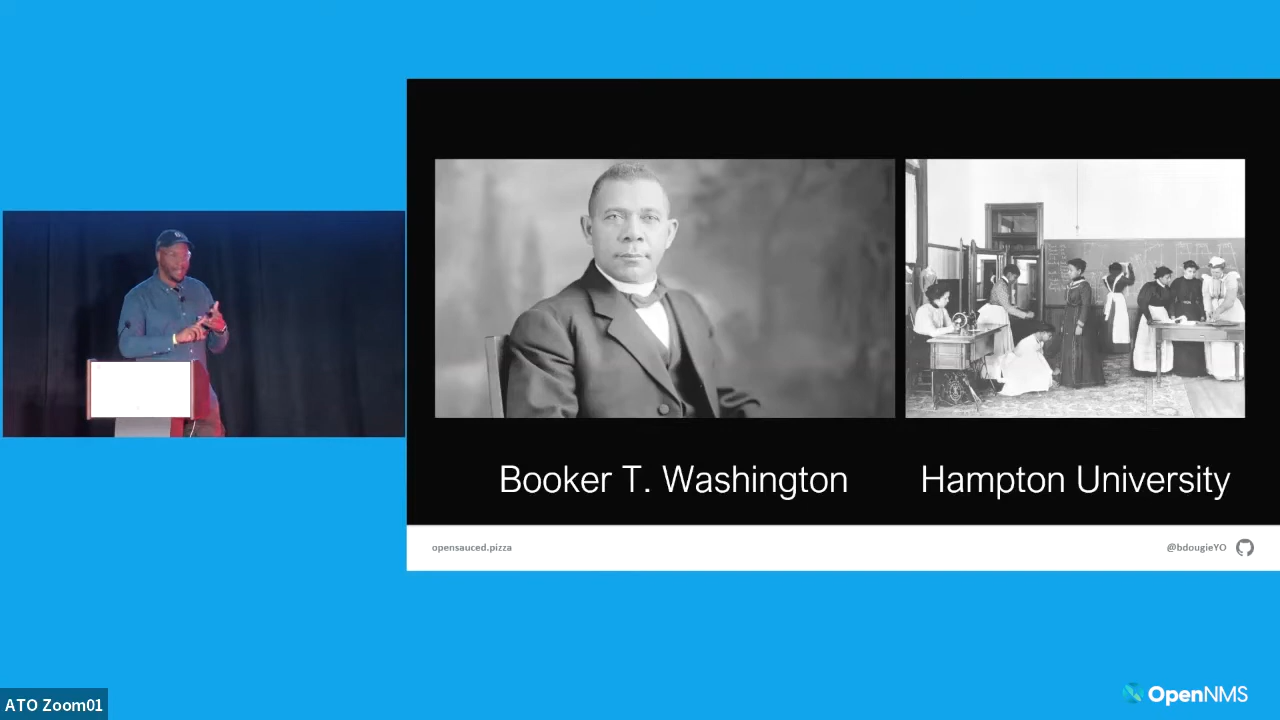 Booker T. Washington
Hampton University
opensauced.pizza
@bdougieYO
ATO Zoom01
OpenNMS